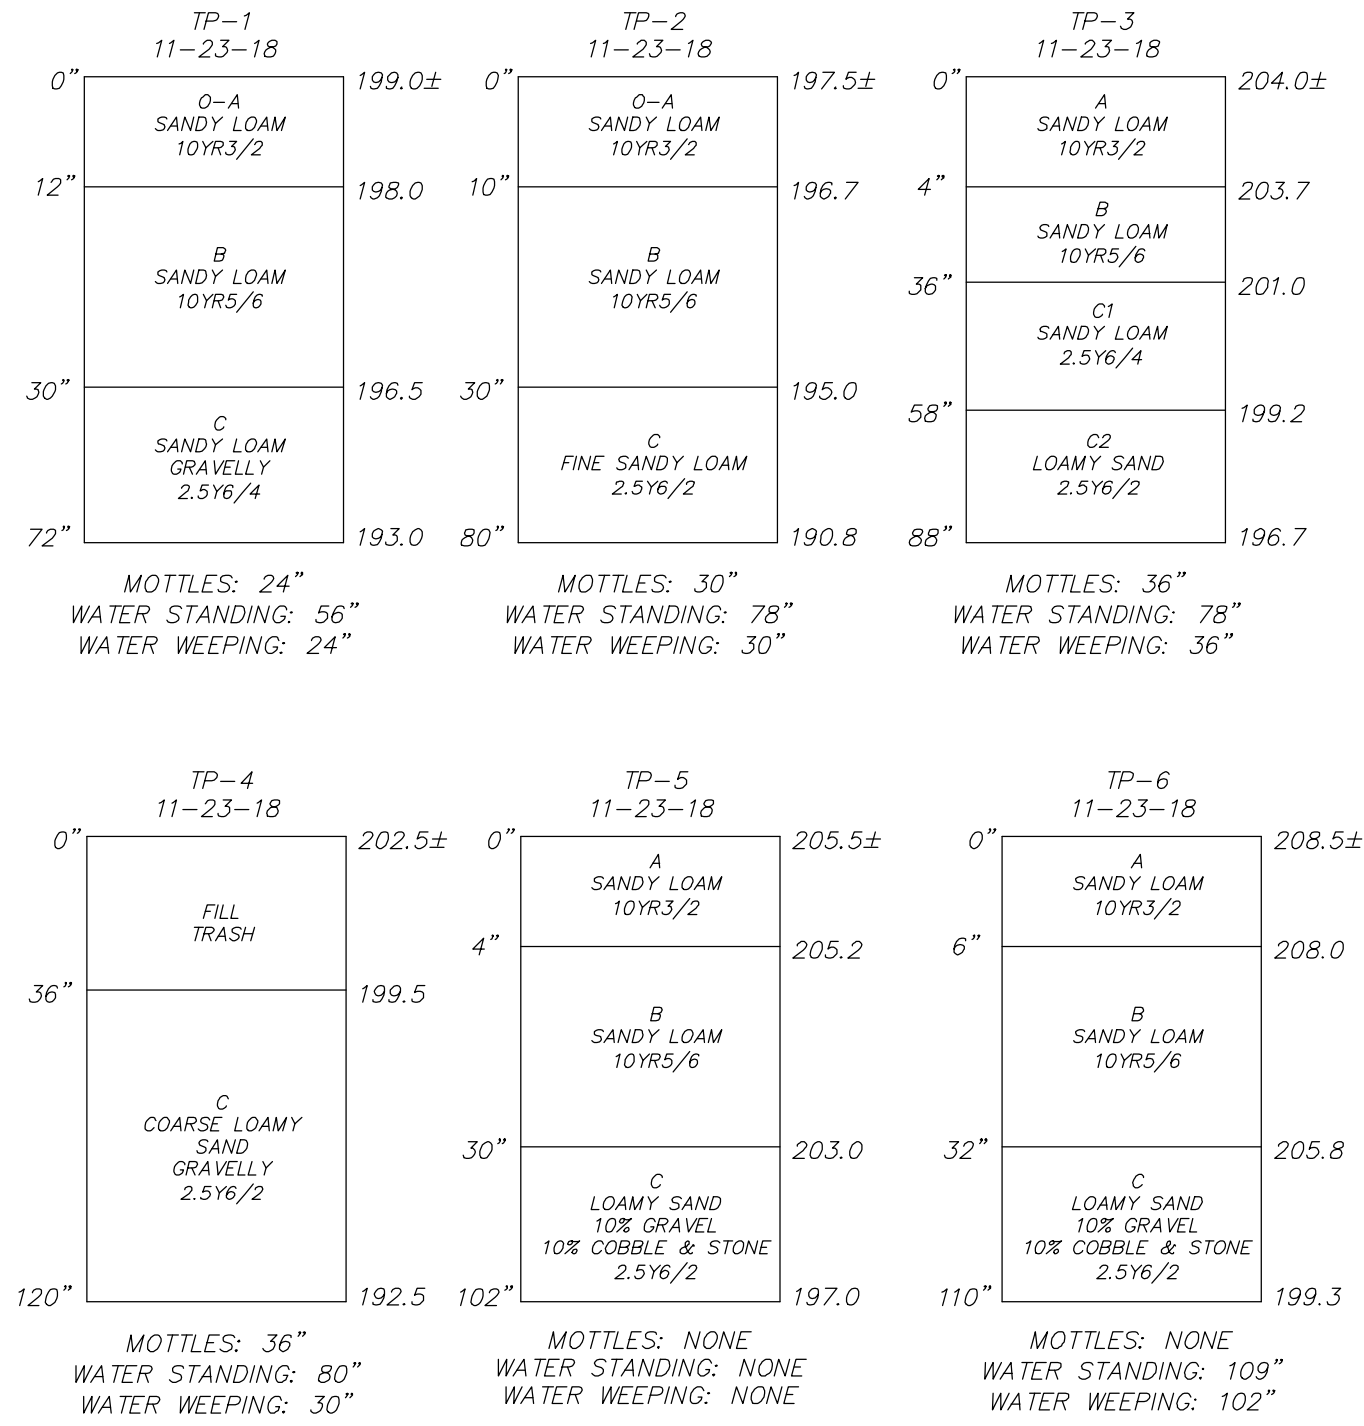 TP-1
11-23-18
0" 199.0±
O-A
SANDY LOAM
10YR3/2
12" 198.0
B
SANDY LOAM
10YR5/6
30" 196.5
C
SANDY LOAM
GRAVELLY
2.5Y6/4
72" 193.0
MOTTLES: 24"
WATER STANDING: 56"
WATER WEEPING: 24"
TP-2
11-23-18
0" 197.5±
O-A
SANDY LOAM
10YR3/2
10" 196.7
B
SANDY LOAM
10YR5/6
30" 195.0
C
FINE SANDY LOAM
2.5Y6/2
80" 190.8
MOTTLES: 30"
WATER STANDING: 78"
WATER WEEPING: 30"
TP-3
11-23-18
0" 204.0±
A
SANDY LOAM
10YR3/2
4" 203.7
B
SANDY LOAM
10YR5/6
36" 201.0
C1
SANDY LOAM
2.5Y6/4
58" 199.2
C2
LOAMY SAND
2.5Y6/2
88" 196.7
MOTTLES: 36"
WATER STANDING: 78"
WATER WEEPING: 36"
TP-4
11-23-18
0" 202.5±
FILL
TRASH
36" 199.5
C
COARSE LOAMY
SAND
GRAVELLY
2.5Y6/2
120" 192.5
MOTTLES: 36"
WATER STANDING: 80"
WATER WEEPING: 30"
TP-5
11-23-18
0" 205.5±
A
SANDY LOAM
10YR3/2
4" 205.2
B
SANDY LOAM
10YR5/6
30" 203.0
C
LOAMY SAND
10% GRAVEL
10% COBBLE & STONE
2.5Y6/2
102" 197.0
MOTTLES: NONE
WATER STANDING: NONE
WATER WEEPING: NONE
TP-6
11-23-18
0" 208.5±
A
SANDY LOAM
10YR3/2
6" 208.0
B
SANDY LOAM
10YR5/6
32" 205.8
C
LOAMY SAND
10% GRAVEL
10% COBBLE & STONE
2.5Y6/2
110" 199.3
MOTTLES: NONE
WATER STANDING: 109"
WATER WEEPING: 102"